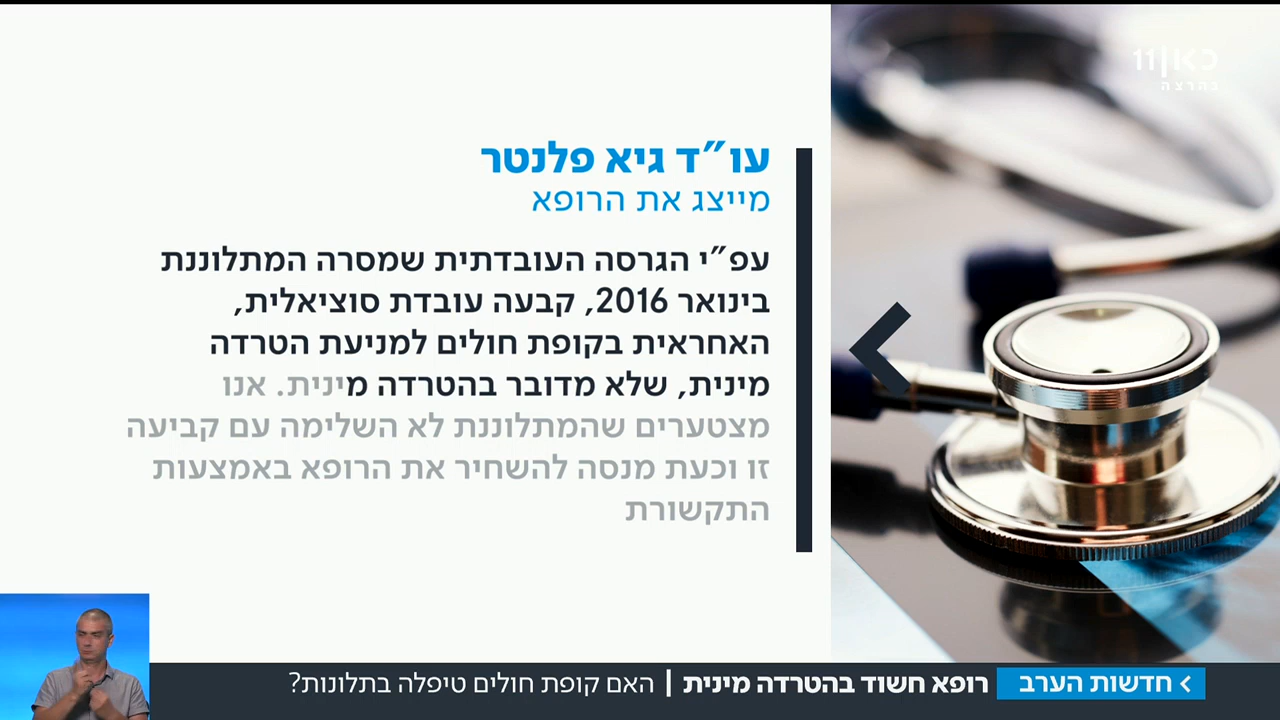 כאן 11
בהרצה
עו״ד גיא פלנטר
מייצג את הרופא
עפ״י הגרסה העובדתית שמסרה המתלוננת
בינואר 2016, קבעה עובדת סוציאלית,
האחראית בקופת חולים למניעת הטרדה
מינית, שלא מדובר בהטרדה מינית. אנו
מצטערים שהמתלוננת לא השלימה עם קביעה
זו וכעת מנסה להשחיר את הרופא באמצעות
התקשורת
חדשות הערב
רופא חשוד בהטרדה מינית | האם קופת חולים טיפלה בתלונות?